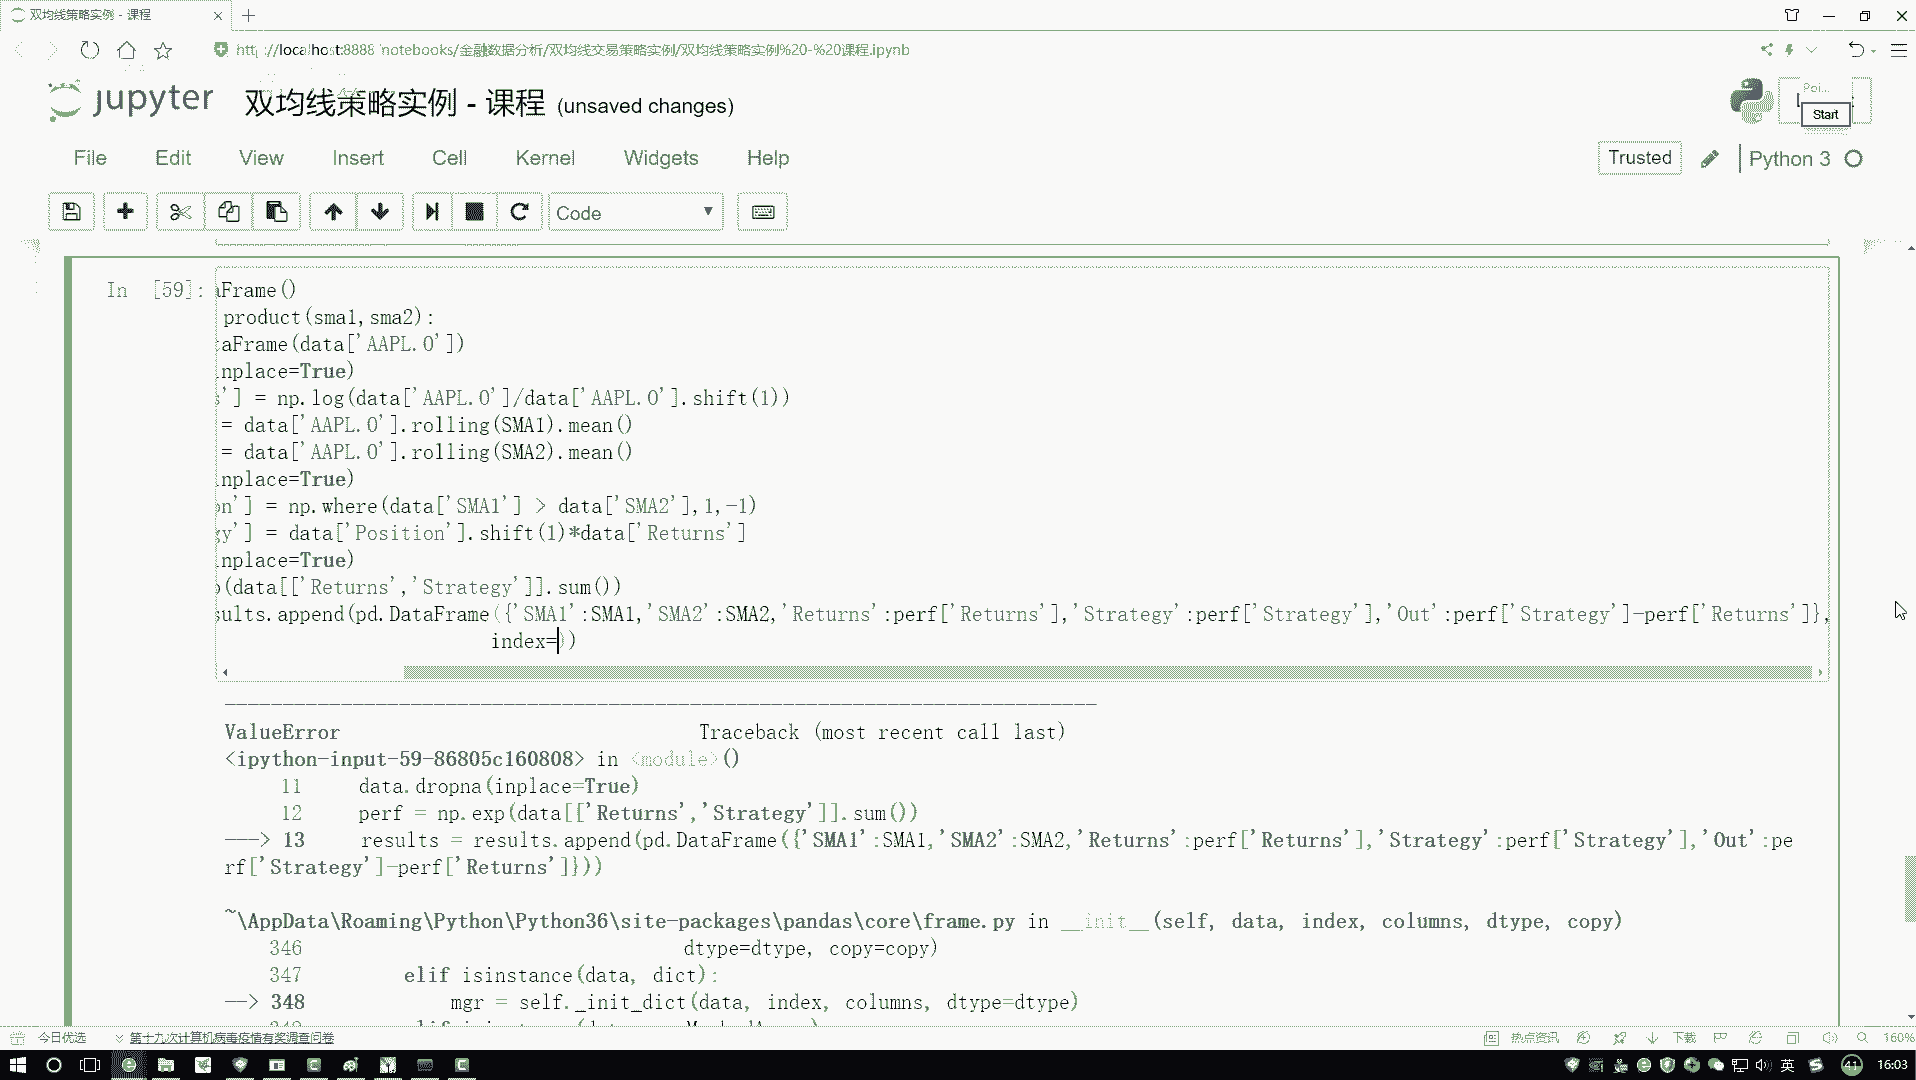 双均线策略实例 - 课程
http://localhost:8888/notebooks/金融数据分析/双均线交易策略实例/双均线策略实例%20-%20课程.ipynb
jupyter 双均线策略实例 - 课程 (unsaved changes)
Poi...
Start
File Edit View Insert Cell Kernel Widgets Help
Trusted Python 3
Code
In [59]:
aFrame()
product(sma1,sma2):
taFrame(data['AAPL.O'])
inplace=True)
s'] = np.log(data['AAPL.O']/data['AAPL.O'].shift(1))
= data['AAPL.O'].rolling(SMA1).mean()
= data['AAPL.O'].rolling(SMA2).mean()
inplace=True)
on'] = np.where(data['SMA1'] > data['SMA2'],1,-1)
gy'] = data['Position'].shift(1)*data['Returns']
inplace=True)
p(data[['Returns','Strategy']].sum())
sults.append(pd.DataFrame({'SMA1':SMA1,'SMA2':SMA2,'Returns':perf['Returns'],'Strategy':perf['Strategy'],'Out':perf['Strategy']-perf['Returns']},
index=))
ValueError Traceback (most recent call last)
<ipython-input-59-86805c160808> in <module>()
11 data.dropna(inplace=True)
12 perf = np.exp(data[['Returns','Strategy']].sum())
---> 13 results = results.append(pd.DataFrame({'SMA1':SMA1,'SMA2':SMA2,'Returns':perf['Returns'],'Strategy':perf['Strategy'],'Out':pe
rf['Strategy']-perf['Returns']}))
~\AppData\Roaming\Python\Python36\site-packages\pandas\core\frame.py in __init__(self, data, index, columns, dtype, copy)
346 dtype=dtype, copy=copy)
347 elif isinstance(data, dict):
--> 348 mgr = self._init_dict(data, index, columns, dtype=dtype)
今日优选 第十九次计算机病毒疫情有奖调查问卷
热点资讯 下载 160%
英 41 16:03